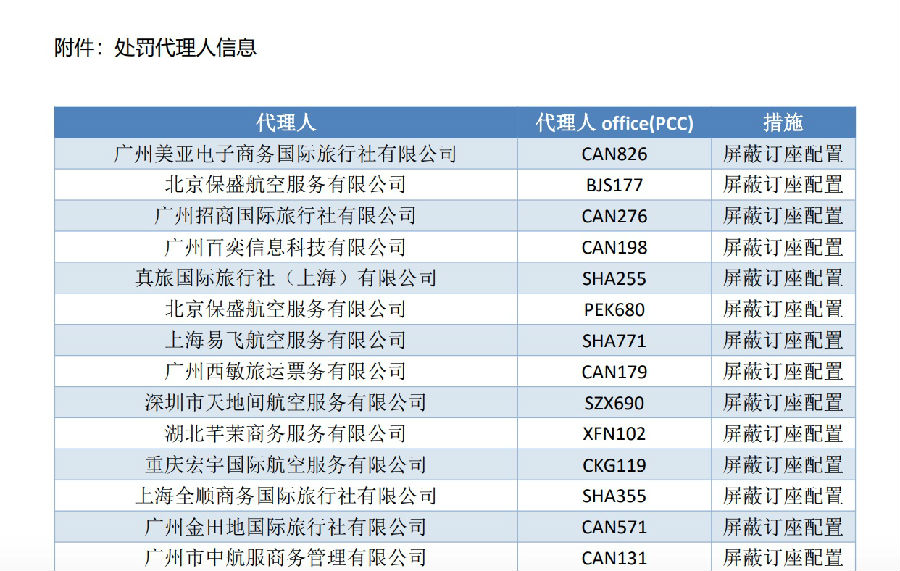 附件：处罚代理人信息
代理人 代理人 office(PCC) 措施
广州美亚电子商务国际旅行社有限公司 CAN826 屏蔽订座配置
北京保盛航空服务有限公司 BJS177 屏蔽订座配置
广州招商国际旅行社有限公司 CAN276 屏蔽订座配置
广州百奕信息科技有限公司 CAN198 屏蔽订座配置
真旅国际旅行社（上海）有限公司 SHA255 屏蔽订座配置
北京保盛航空服务有限公司 PEK680 屏蔽订座配置
上海易飞航空服务有限公司 SHA771 屏蔽订座配置
广州西敏旅运票务有限公司 CAN179 屏蔽订座配置
深圳市天地间航空服务有限公司 SZX690 屏蔽订座配置
湖北芊茉商务服务有限公司 XFN102 屏蔽订座配置
重庆宏宇国际航空服务有限公司 CKG119 屏蔽订座配置
上海全顺商务国际旅行社有限公司 SHA355 屏蔽订座配置
广州金田地国际旅行社有限公司 CAN571 屏蔽订座配置
广州市中航服商务管理有限公司 CAN131 屏蔽订座配置